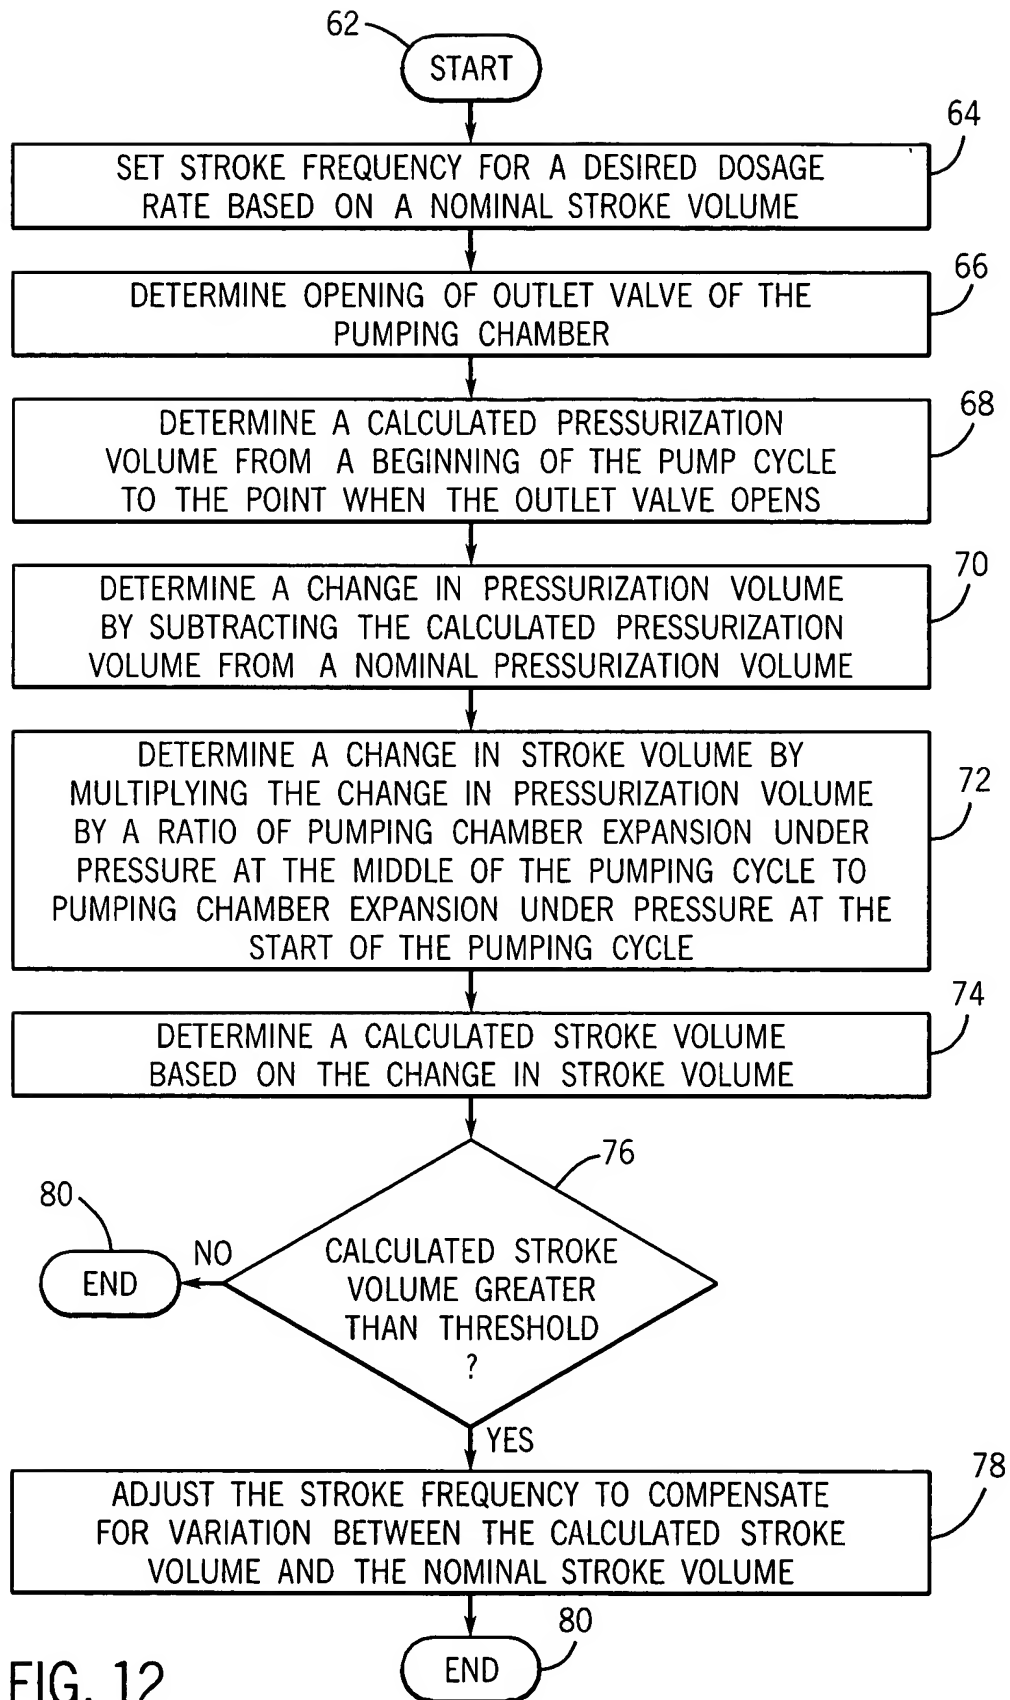 62
START
64
SET STROKE FREQUENCY FOR A DESIRED DOSAGE
RATE BASED ON A NOMINAL STROKE VOLUME
66
DETERMINE OPENING OF OUTLET VALVE OF THE
PUMPING CHAMBER
68
DETERMINE A CALCULATED PRESSURIZATION
VOLUME FROM A BEGINNING OF THE PUMP CYCLE
TO THE POINT WHEN THE OUTLET VALVE OPENS
70
DETERMINE A CHANGE IN PRESSURIZATION VOLUME
BY SUBTRACTING THE CALCULATED PRESSURIZATION
VOLUME FROM A NOMINAL PRESSURIZATION VOLUME
72
DETERMINE A CHANGE IN STROKE VOLUME BY
MULTIPLYING THE CHANGE IN PRESSURIZATION VOLUME
BY A RATIO OF PUMPING CHAMBER EXPANSION UNDER
PRESSURE AT THE MIDDLE OF THE PUMPING CYCLE TO
PUMPING CHAMBER EXPANSION UNDER PRESSURE AT THE
START OF THE PUMPING CYCLE
74
DETERMINE A CALCULATED STROKE VOLUME
BASED ON THE CHANGE IN STROKE VOLUME
76
CALCULATED STROKE
VOLUME GREATER
THAN THRESHOLD
?
NO
80
END
YES
78
ADJUST THE STROKE FREQUENCY TO COMPENSATE
FOR VARIATION BETWEEN THE CALCULATED STROKE
VOLUME AND THE NOMINAL STROKE VOLUME
80
END
FIG. 12